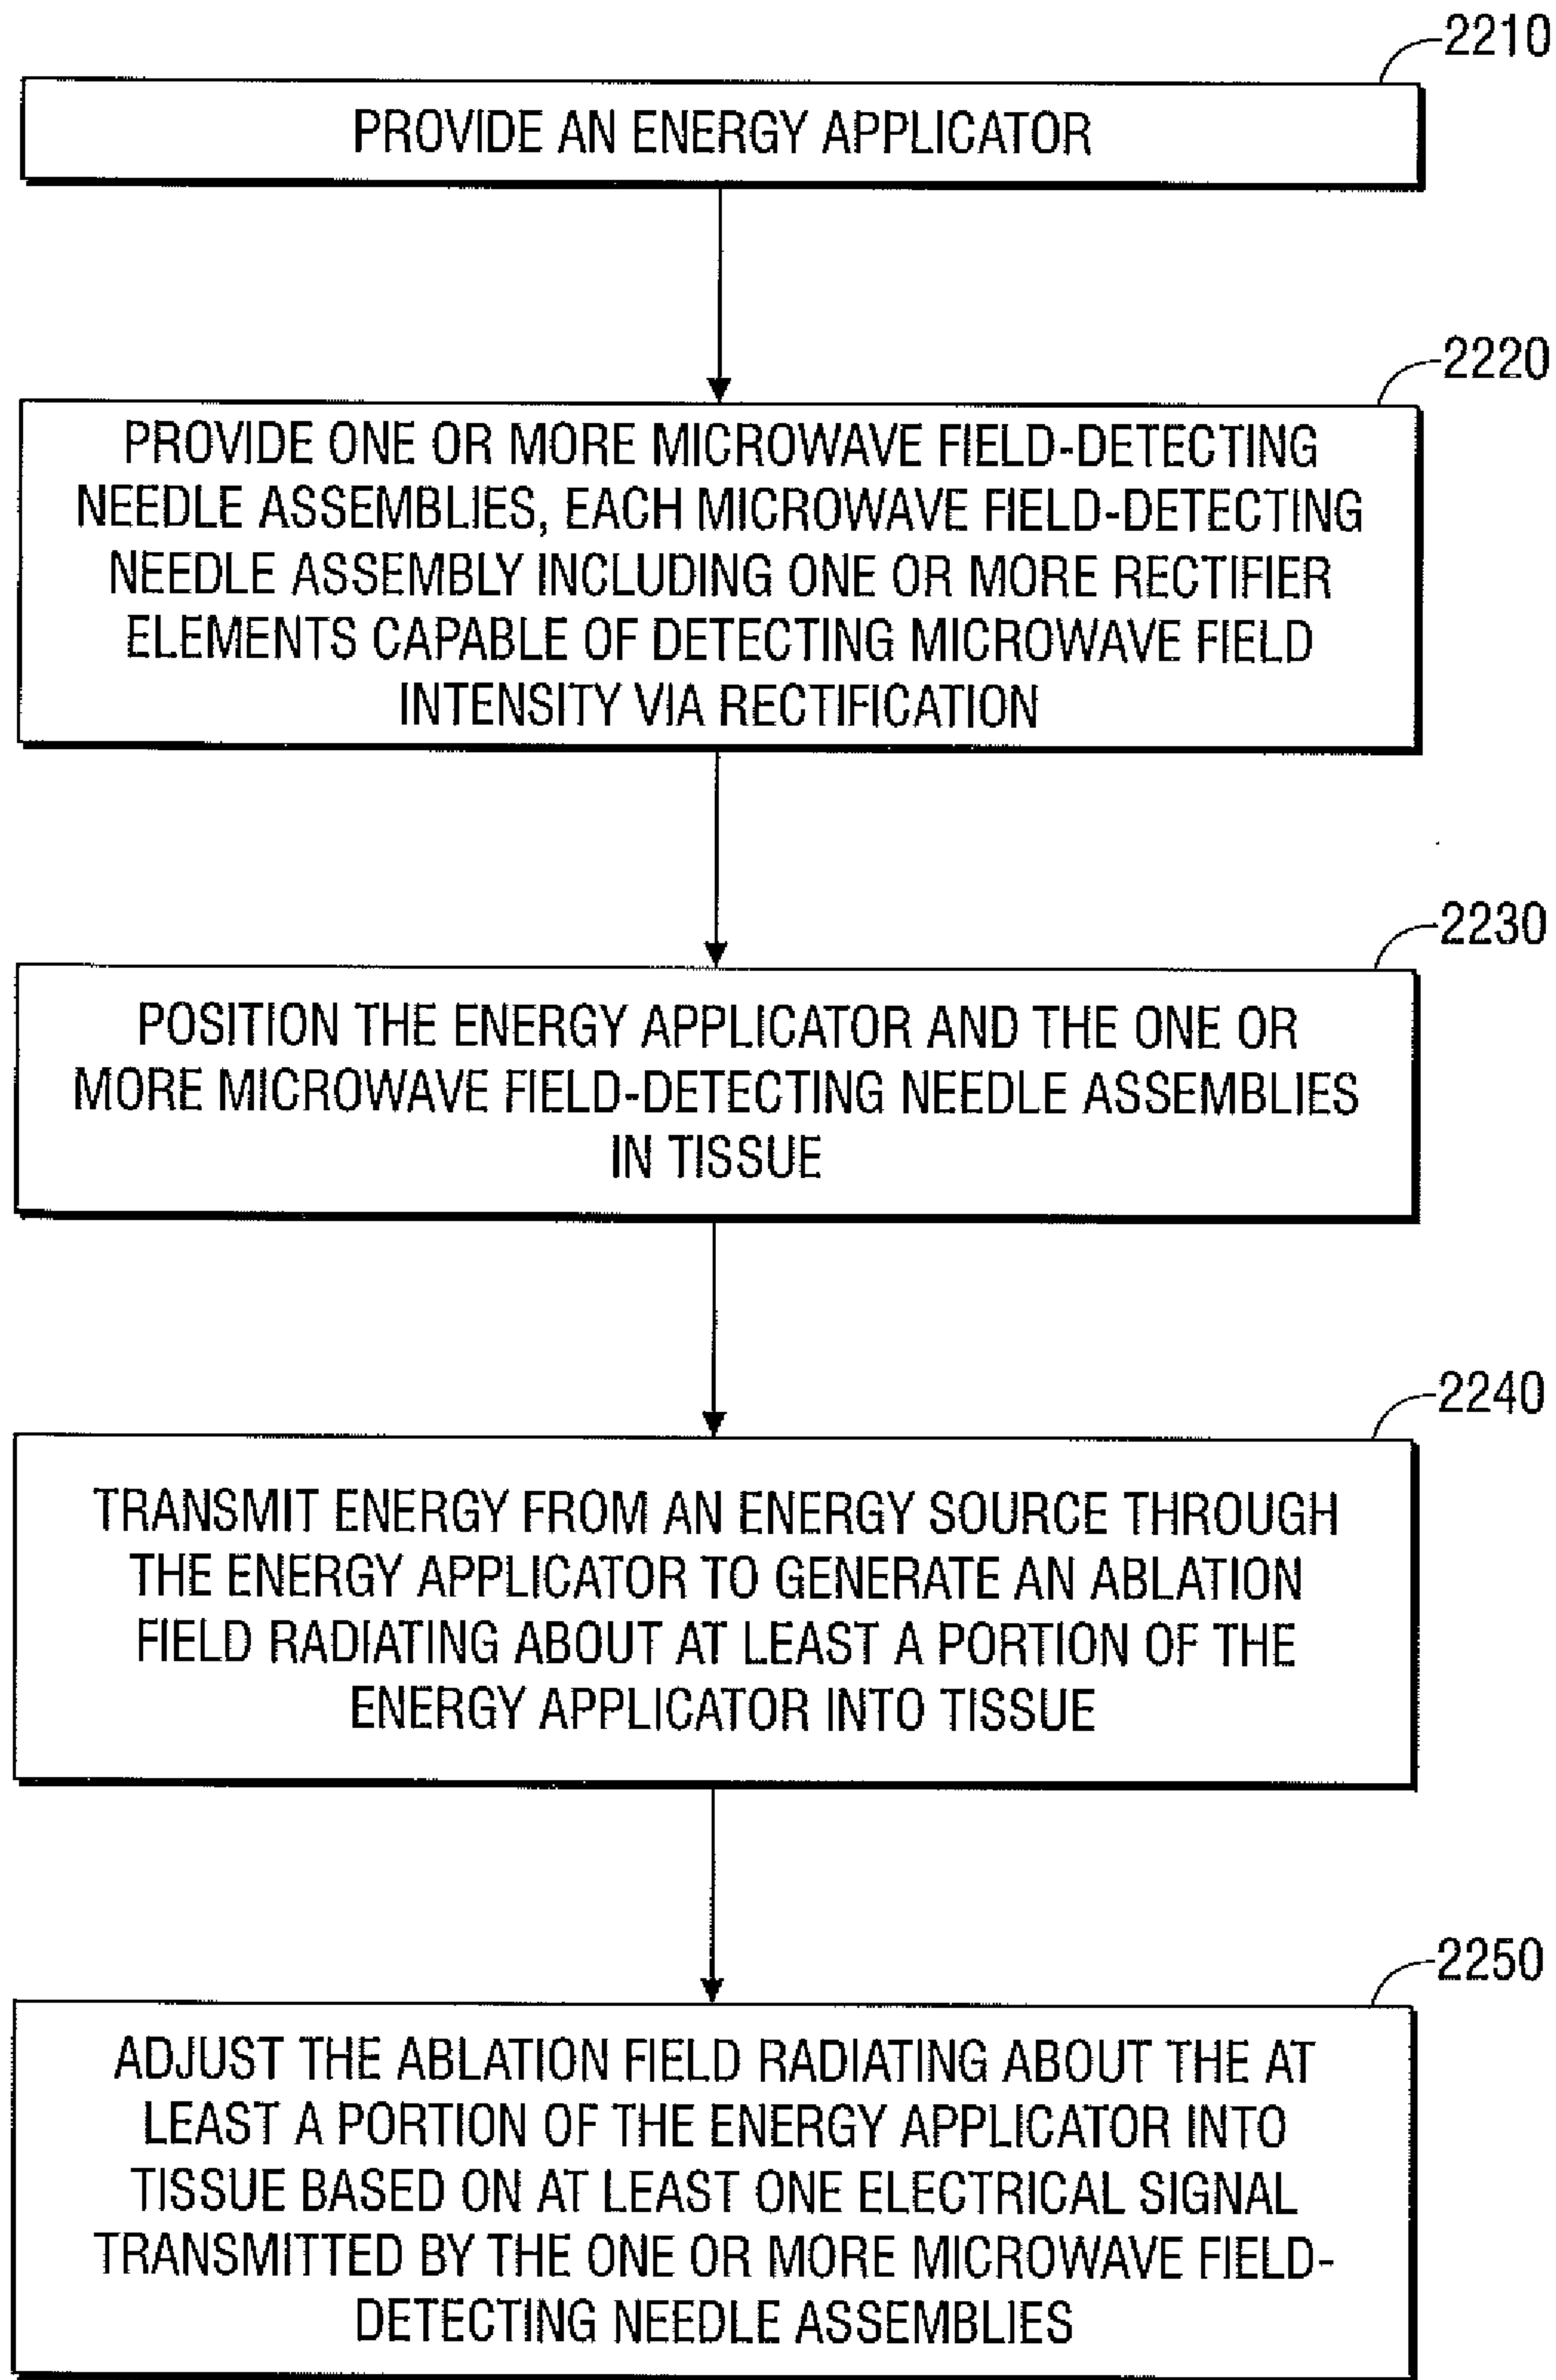 2210
PROVIDE AN ENERGY APPLICATOR
2220
PROVIDE ONE OR MORE MICROWAVE FIELD-DETECTING
NEEDLE ASSEMBLIES, EACH MICROWAVE FIELD-DETECTING
NEEDLE ASSEMBLY INCLUDING ONE OR MORE RECTIFIER
ELEMENTS CAPABLE OF DETECTING MICROWAVE FIELD
INTENSITY VIA RECTIFICATION
2230
POSITION THE ENERGY APPLICATOR AND THE ONE OR
MORE MICROWAVE FIELD-DETECTING NEEDLE ASSEMBLIES
IN TISSUE
2240
TRANSMIT ENERGY FROM AN ENERGY SOURCE THROUGH
THE ENERGY APPLICATOR TO GENERATE AN ABLATION
FIELD RADIATING ABOUT AT LEAST A PORTION OF THE
ENERGY APPLICATOR INTO TISSUE
2250
ADJUST THE ABLATION FIELD RADIATING ABOUT THE AT
LEAST A PORTION OF THE ENERGY APPLICATOR INTO
TISSUE BASED ON AT LEAST ONE ELECTRICAL SIGNAL
TRANSMITTED BY THE ONE OR MORE MICROWAVE FIELD-
DETECTING NEEDLE ASSEMBLIES